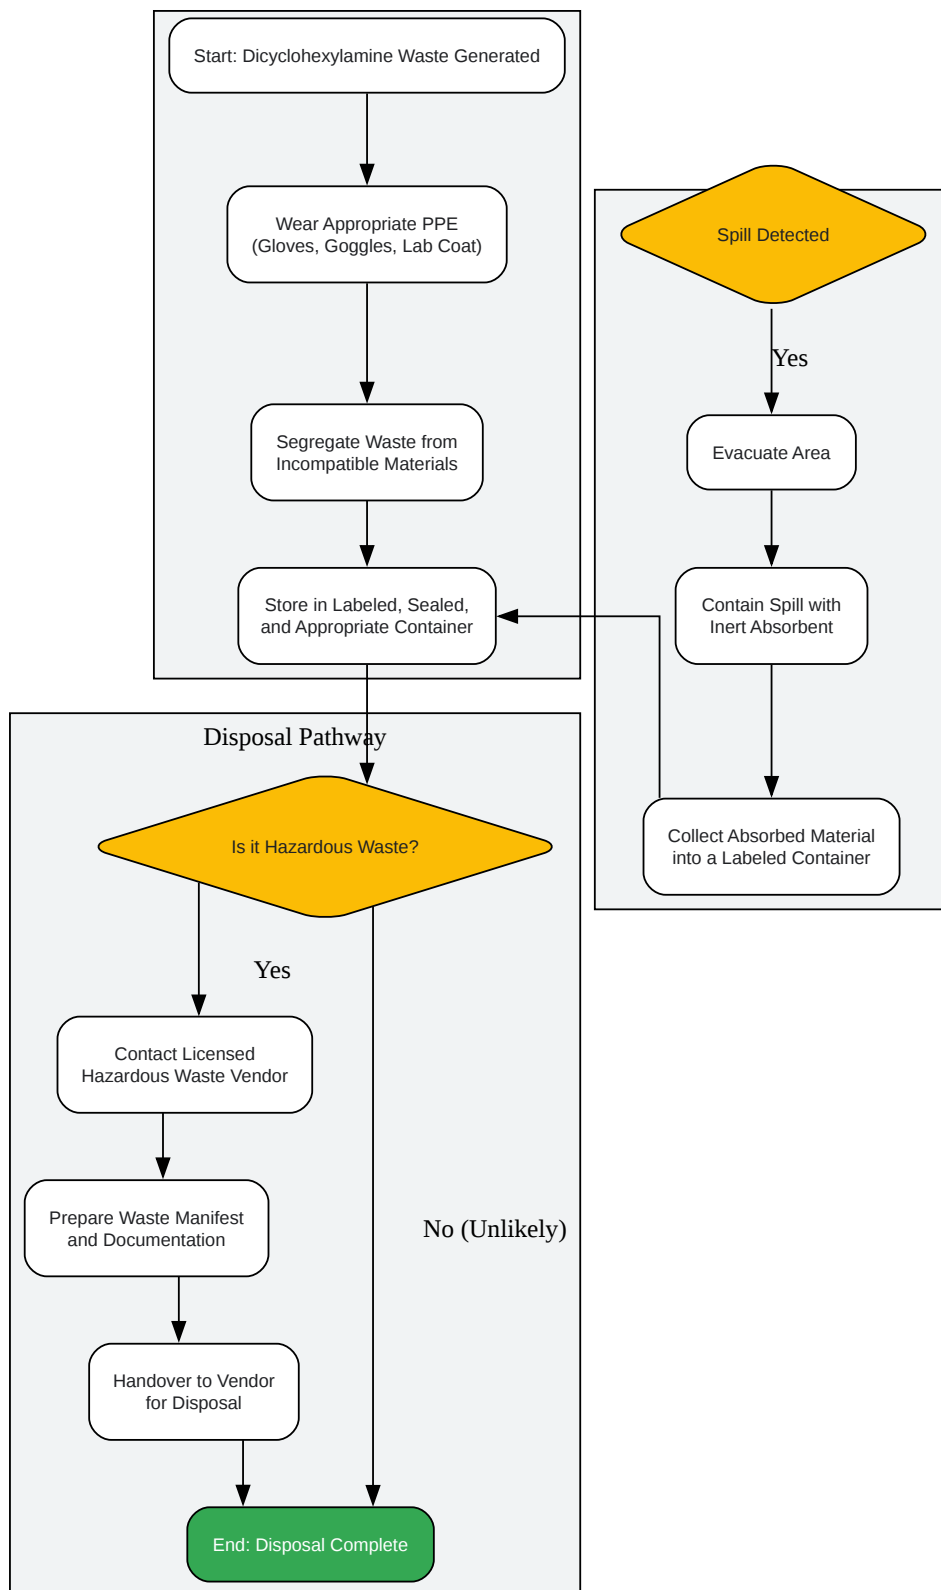 Start: Dicyclohexylamine Waste Generated
Wear Appropriate PPE
(Gloves, Goggles, Lab Coat)
Segregate Waste from
Incompatible Materials
Store in Labeled, Sealed,
and Appropriate Container
Spill Detected
Yes
Evacuate Area
Contain Spill with
Inert Absorbent
Collect Absorbed Material
into a Labeled Container
Disposal Pathway
Is it Hazardous Waste?
Yes
Contact Licensed
Hazardous Waste Vendor
Prepare Waste Manifest
and Documentation
No (Unlikely)
Handover to Vendor
for Disposal
End: Disposal Complete